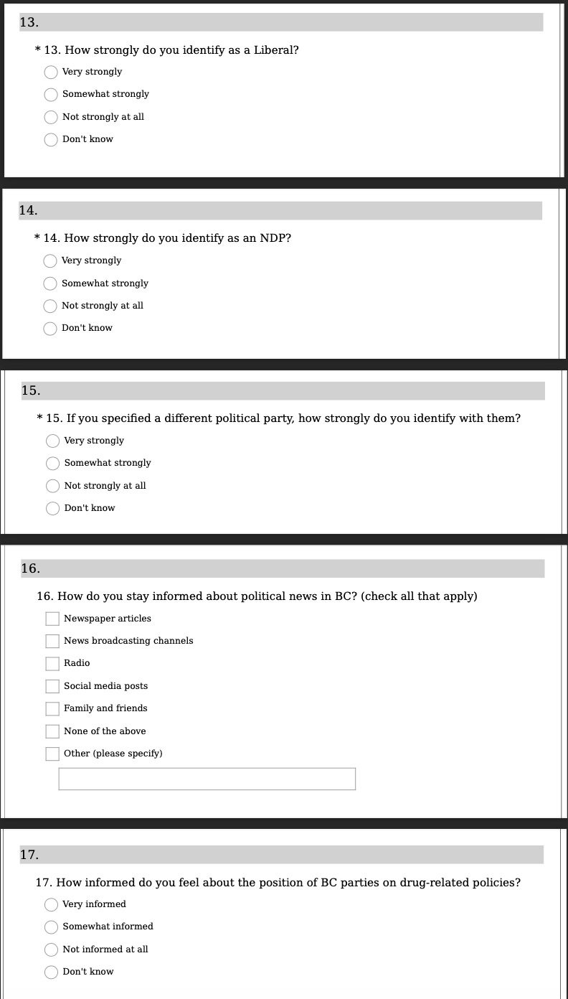 13.
* 13. How strongly do you identify as a Liberal?
Very strongly
Somewhat strongly
Not strongly at all
Don't know
14.
* 14. How strongly do you identify as an NDP?
Very strongly
Somewhat strongly
Not strongly at all
Don't know
15.
* 15. If you specified a different political party, how strongly do you identify with them?
Very strongly
Somewhat strongly
Not strongly at all
Don't know
16.
16. How do you stay informed about political news in BC? (check all that apply)
Newspaper articles
News broadcasting channels
Radio
Social media posts
Family and friends
None of the above
Other (please specify)
17.
17. How informed do you feel about the position of BC parties on drug-related policies?
Very informed
Somewhat informed
Not informed at all
Don't know